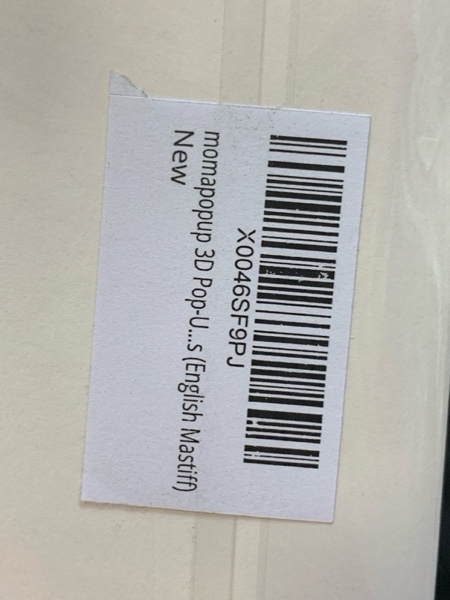 X0046SF9PJ
momapopup 3D Pop-U...s (English Mastiff)
New